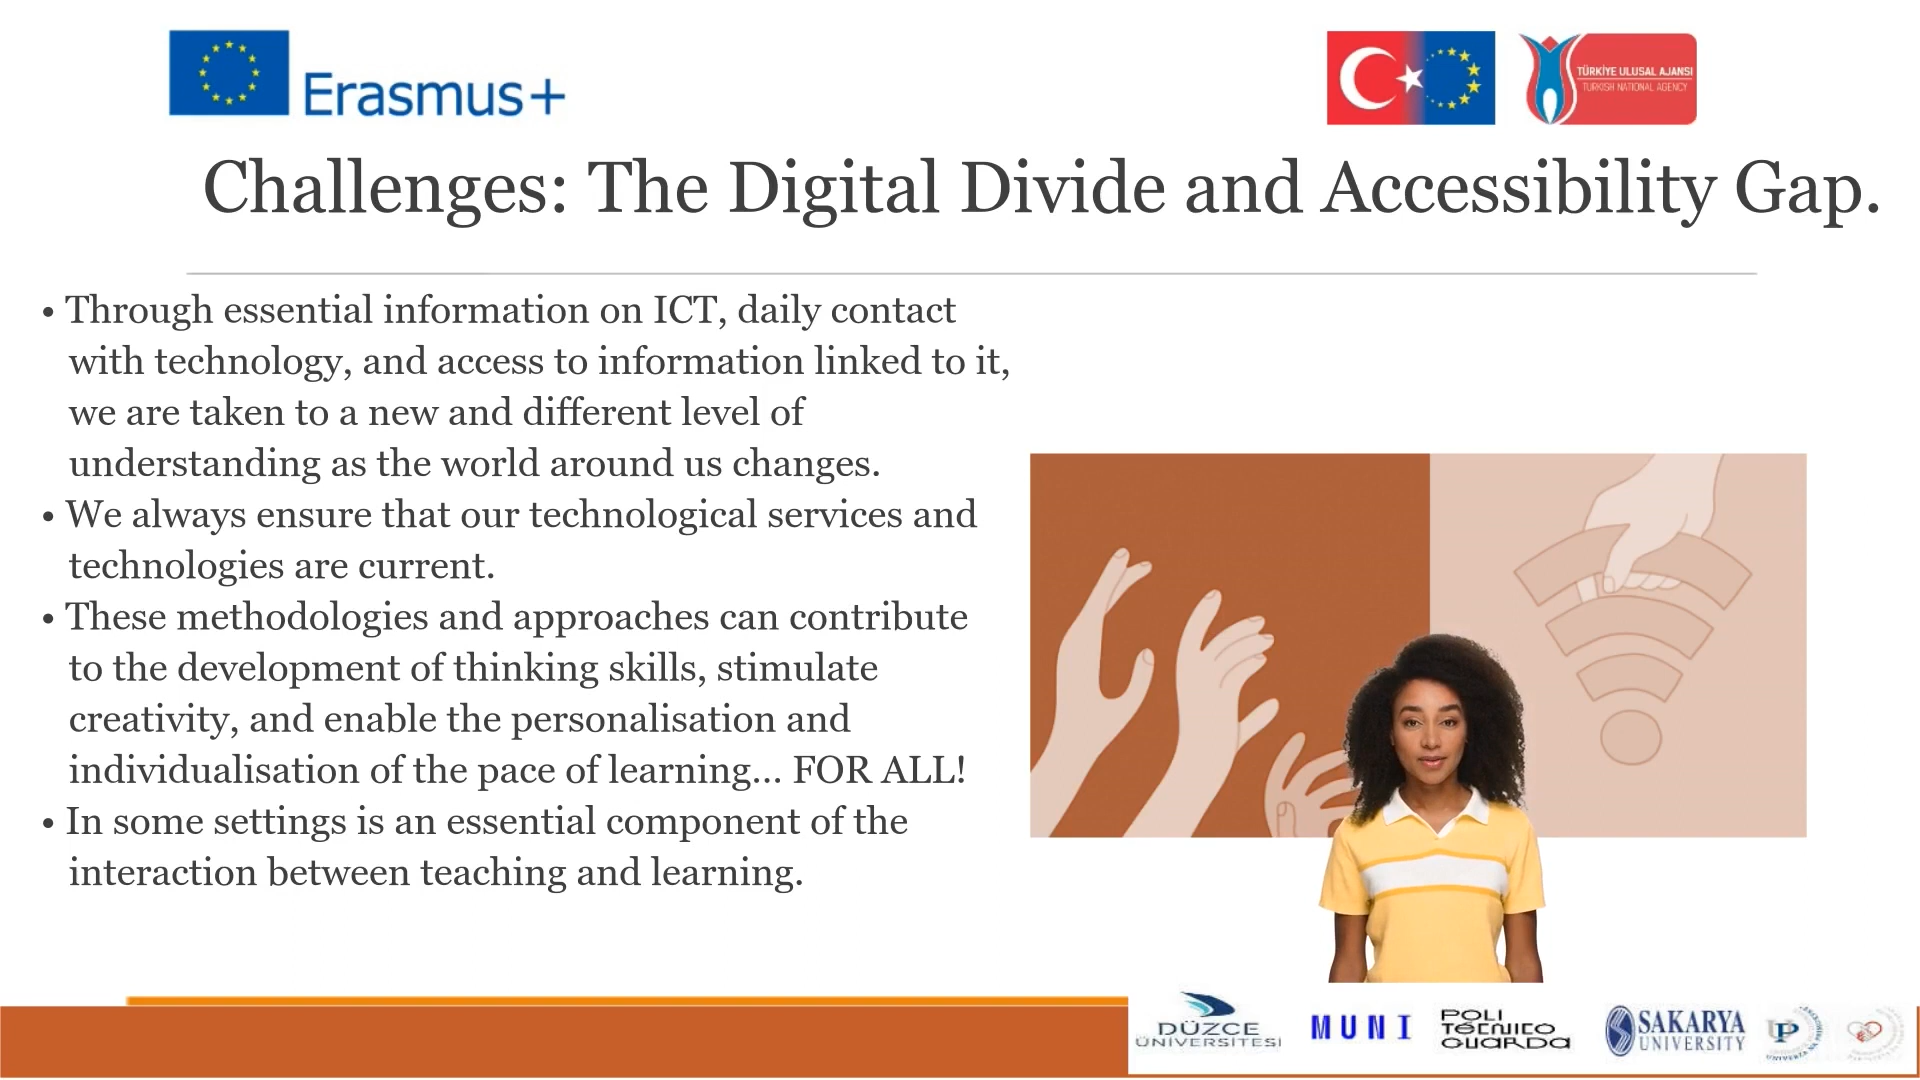 Erasmus+
TÜRKİYE ULUSAL AJANSI
TURKISH NATIONAL AGENCY
Challenges: The Digital Divide and Accessibility Gap.
• Through essential information on ICT, daily contact
with technology, and access to information linked to it,
we are taken to a new and different level of
understanding as the world around us changes.
• We always ensure that our technological services and
technologies are current.
• These methodologies and approaches can contribute
to the development of thinking skills, stimulate
creativity, and enable the personalisation and
individualisation of the pace of learning... FOR ALL!
• In some settings is an essential component of the
interaction between teaching and learning.
DÜZCE
ÜNİVERSİTESİ
MUNI
POLI
TÉCNICO
GUARDA
SAKARYA
UNIVERSITY
UP